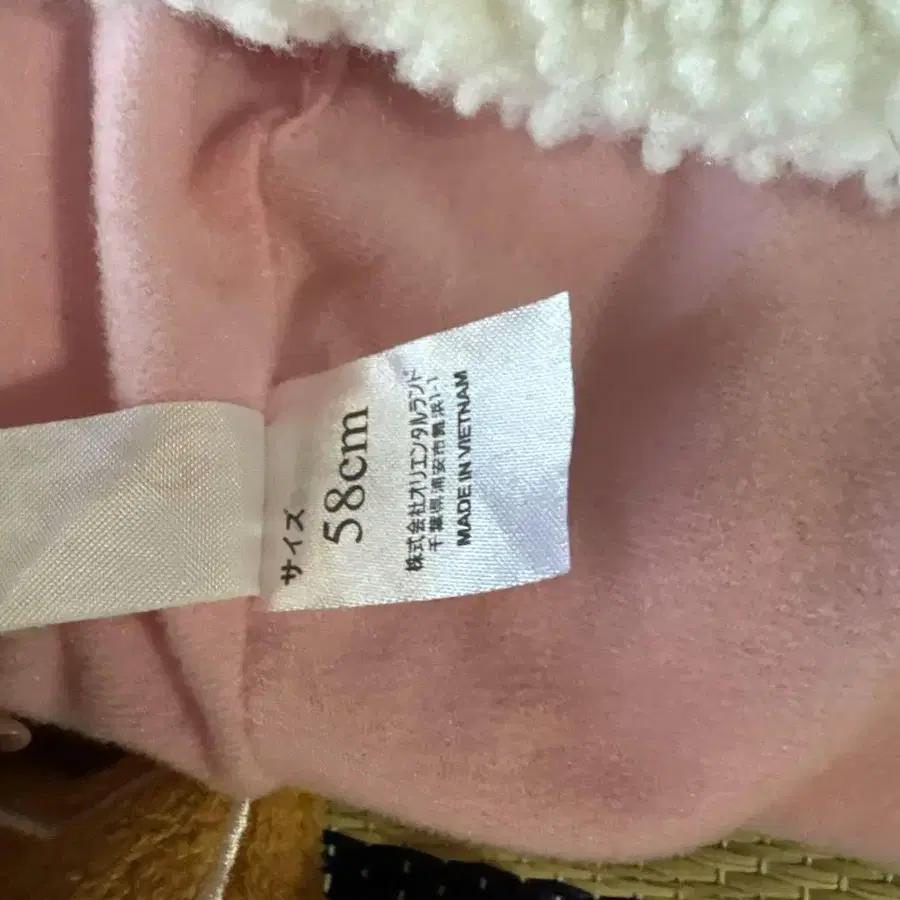 サイズ
58cm
株式会社オリエンタルランド
千葉県浦安市舞浜1-1
MADE IN VIETNAM